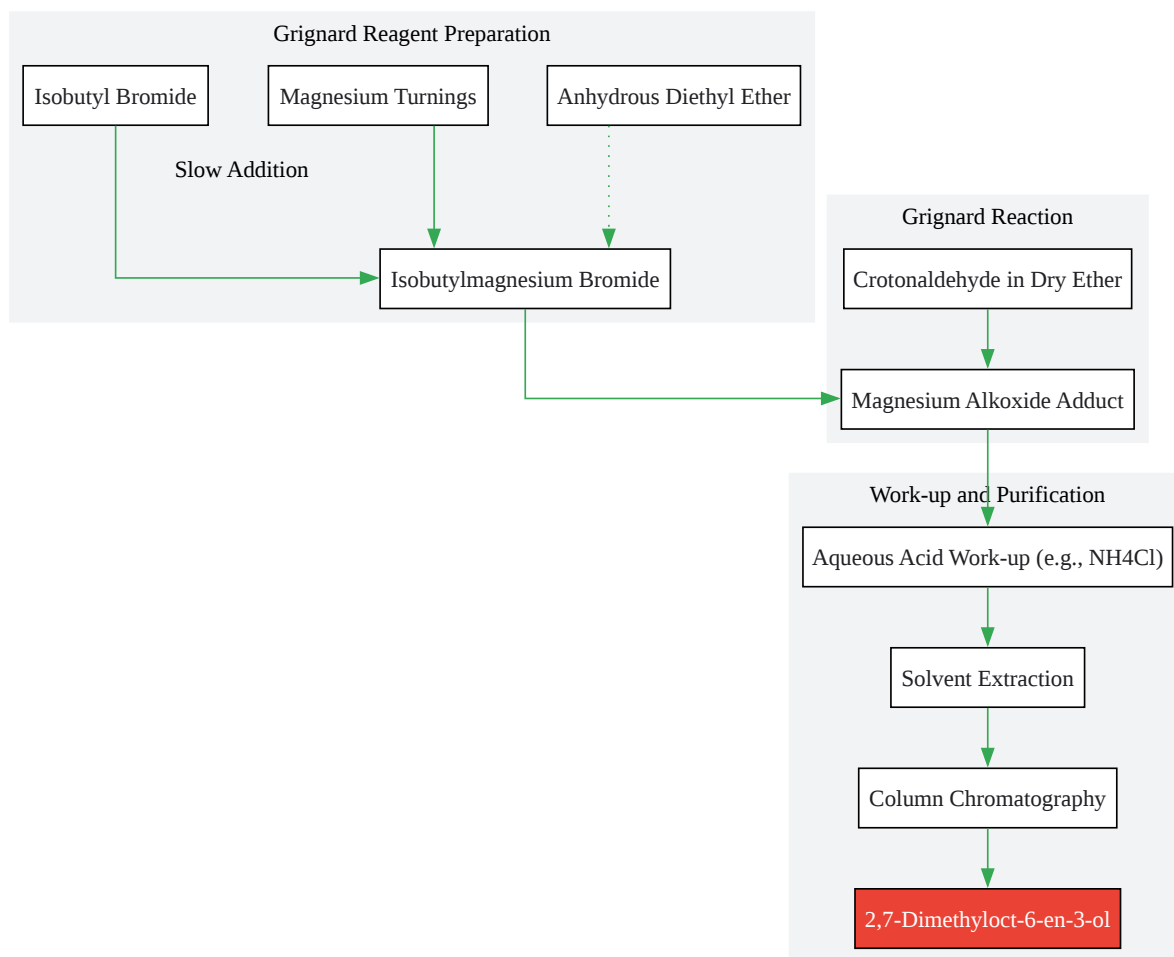 Grignard Reagent Preparation
Isobutyl Bromide
Magnesium Turnings
Anhydrous Diethyl Ether
Slow Addition
Isobutylmagnesium Bromide
Grignard Reaction
Crotonaldehyde in Dry Ether
Magnesium Alkoxide Adduct
Work-up and Purification
Aqueous Acid Work-up (e.g., NH4Cl)
Solvent Extraction
Column Chromatography
2,7-Dimethyloct-6-en-3-ol